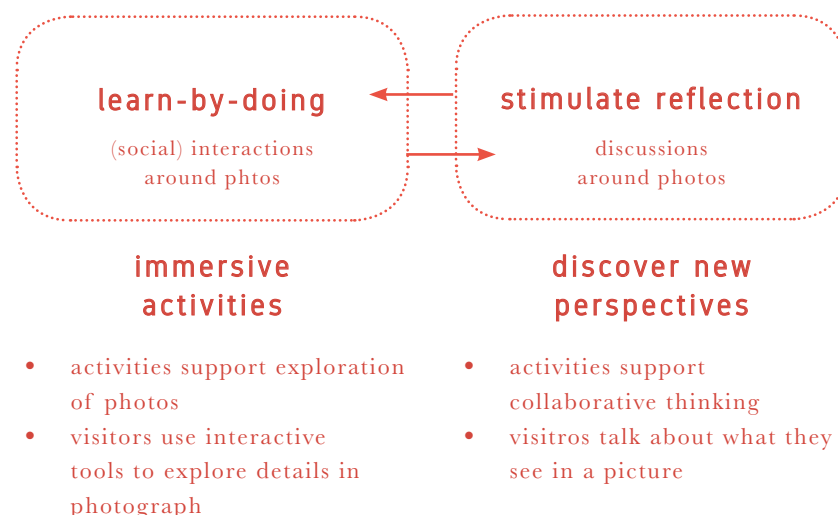 learn-by-doing
(social) interactions
around phtos
stimulate reflection
discussions
around photos
immersive
activities
• activities support exploration
of photos
• visitors use interactive
tools to explore details in
photograph
discover new
perspectives
• activities support
collaborative thinking
• visitros talk about what they
see in a picture